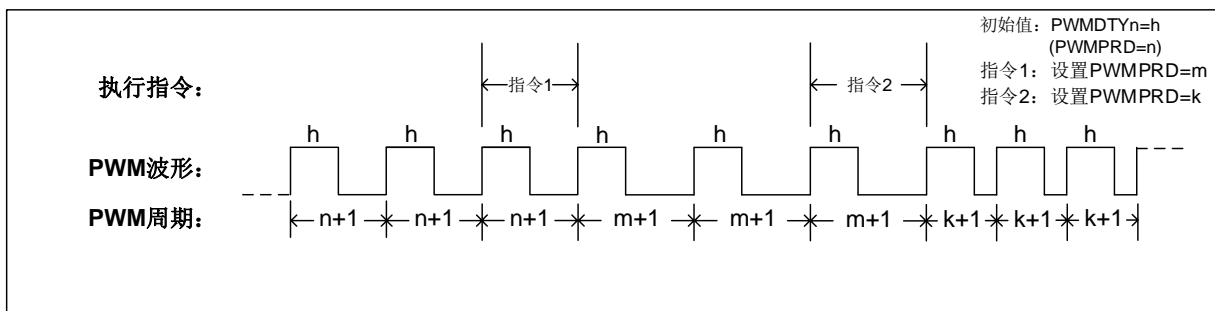 初始值：PWMDTYn=h
(PWMPRD=n)
指令1：设置PWMPRD=m
指令2：设置PWMPRD=k
执行指令：
指令1
指令2
h h h h h h h h h
PWM波形：
PWM周期：
n+1 n+1 n+1 m+1 m+1 m+1 k+1 k+1 k+1